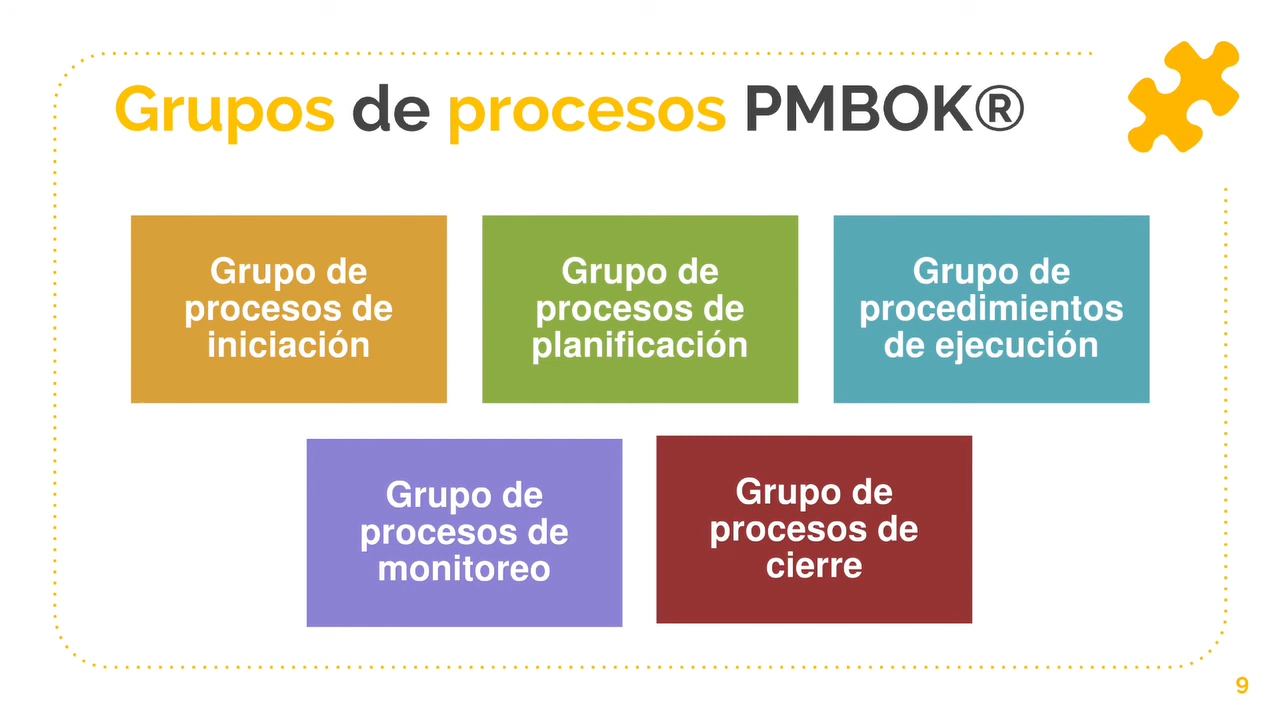 Grupos de procesos PMBOK®
Grupo de
procesos de
iniciación
Grupo de
procesos de
planificación
Grupo de
procedimientos
de ejecución
Grupo de
procesos de
monitoreo
Grupo de
procesos de
cierre
9